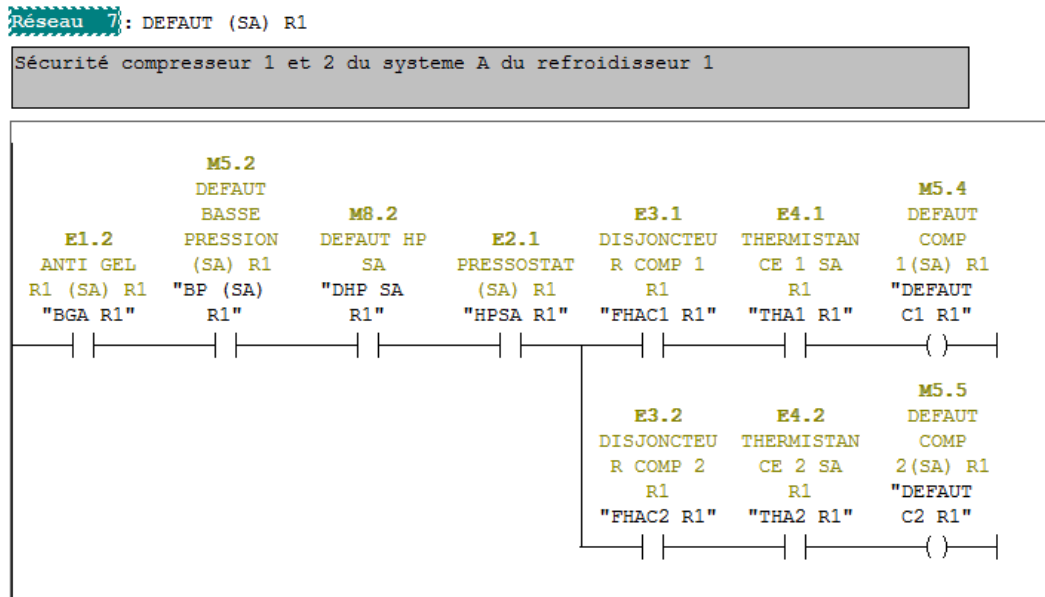 Réseau 7: DEFAUT (SA) R1
Sécurité compresseur 1 et 2 du systeme A du refroidisseur 1
E1.2
ANTI GEL
R1 (SA) R1
"BGA R1"
M5.2
DEFAUT
BASSE
PRESSION
(SA) R1
"BP (SA)
R1"
M8.2
DEFAUT HP
SA
"DHP SA
R1"
E2.1
PRESSOSTAT
(SA) R1
"HPSA R1"
E3.1
DISJONCTEU
R COMP 1
R1
"FHAC1 R1"
E4.1
THERMISTAN
CE 1 SA
R1
"THA1 R1"
M5.4
DEFAUT
COMP
1(SA) R1
"DEFAUT
C1 R1"
E3.2
DISJONCTEU
R COMP 2
R1
"FHAC2 R1"
E4.2
THERMISTAN
CE 2 SA
R1
"THA2 R1"
M5.5
DEFAUT
COMP
2(SA) R1
"DEFAUT
C2 R1"